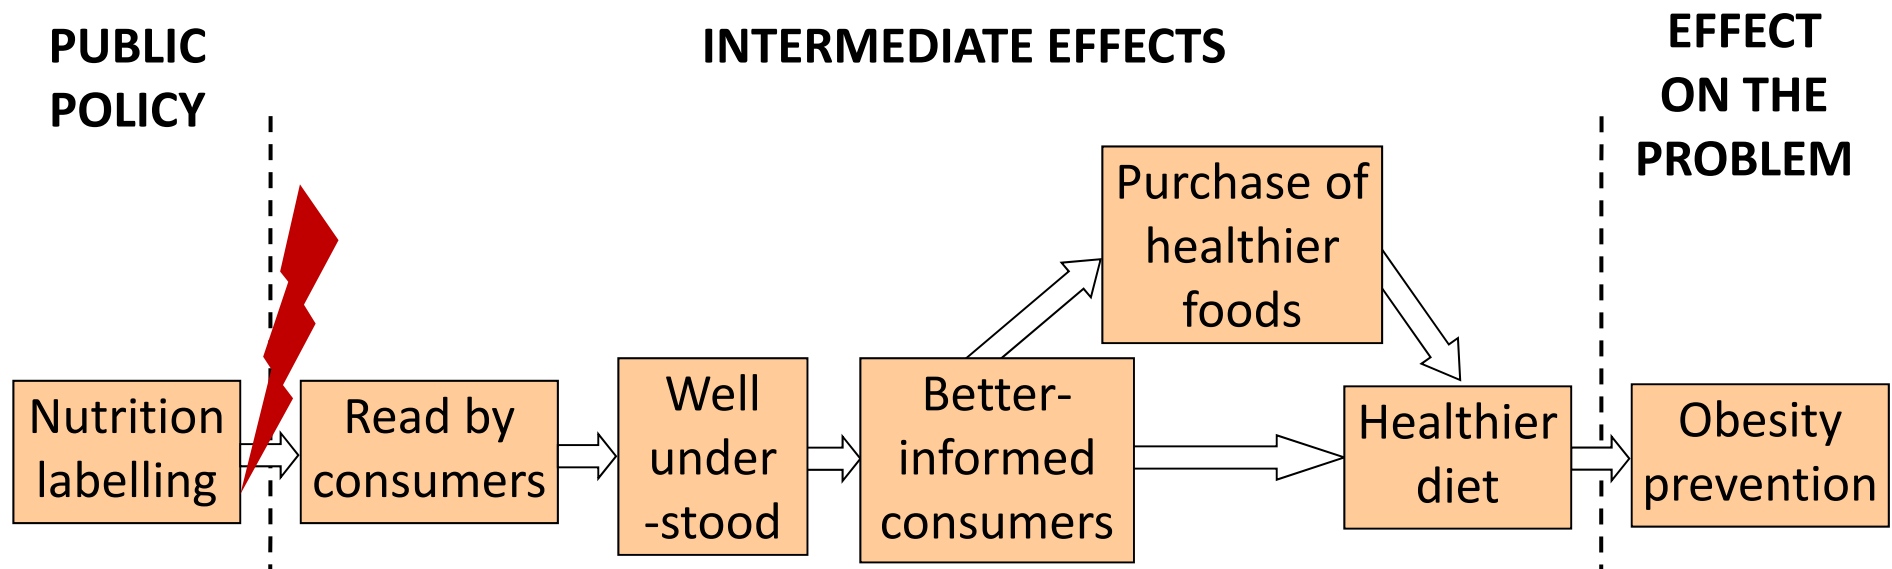 PUBLIC
POLICY
INTERMEDIATE EFFECTS
EFFECT
ON THE
PROBLEM
Nutrition
labelling
Read by
consumers
Well
under
-stood
Better-
informed
consumers
Purchase of
healthier
foods
Healthier
diet
Obesity
prevention